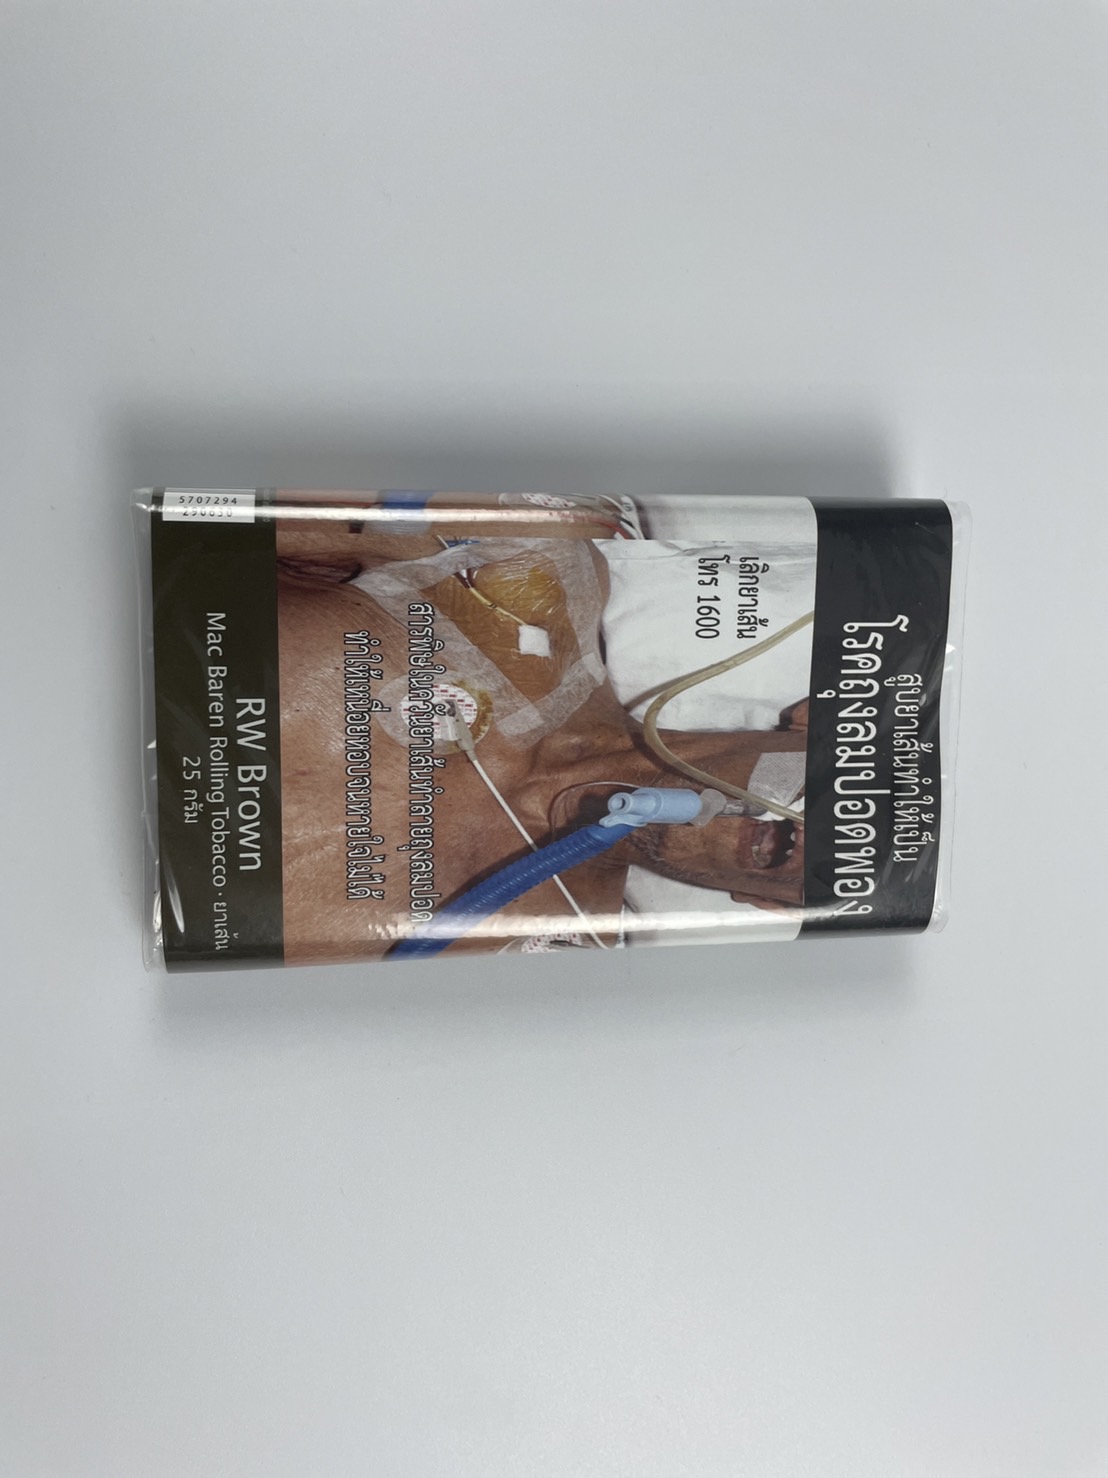 สูบยาเส้นทำให้เป็น
โรคถุงลมปอดพอง
เลิกยาเส้น
โทร 1600
สารพิษในควันยาเส้นทำลายถุงลมปอด
ทำให้เหนื่อยหอบจนหายใจไม่ได้
RW Brown
Mac Baren Rolling Tobacco · ยาเส้น
25 กรัม
5707294
290630